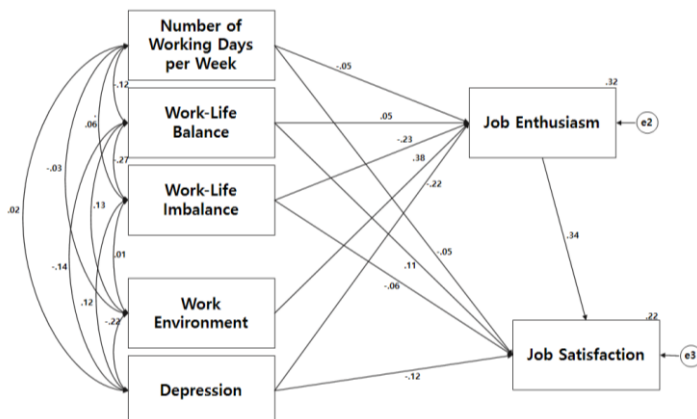 Number of
Working Days
per Week
-.05
.32
-.12
Work-Life
Balance
.05
Job Enthusiasm
e2
.06
-.23
-.27
.38
-.03
Work-Life
Imbalance
-.22
.13
.02
.34
.01
-.05
-.14
.11
-.06
.12
Work
Environment
-.22
.22
Job Satisfaction
e3
-.12
Depression